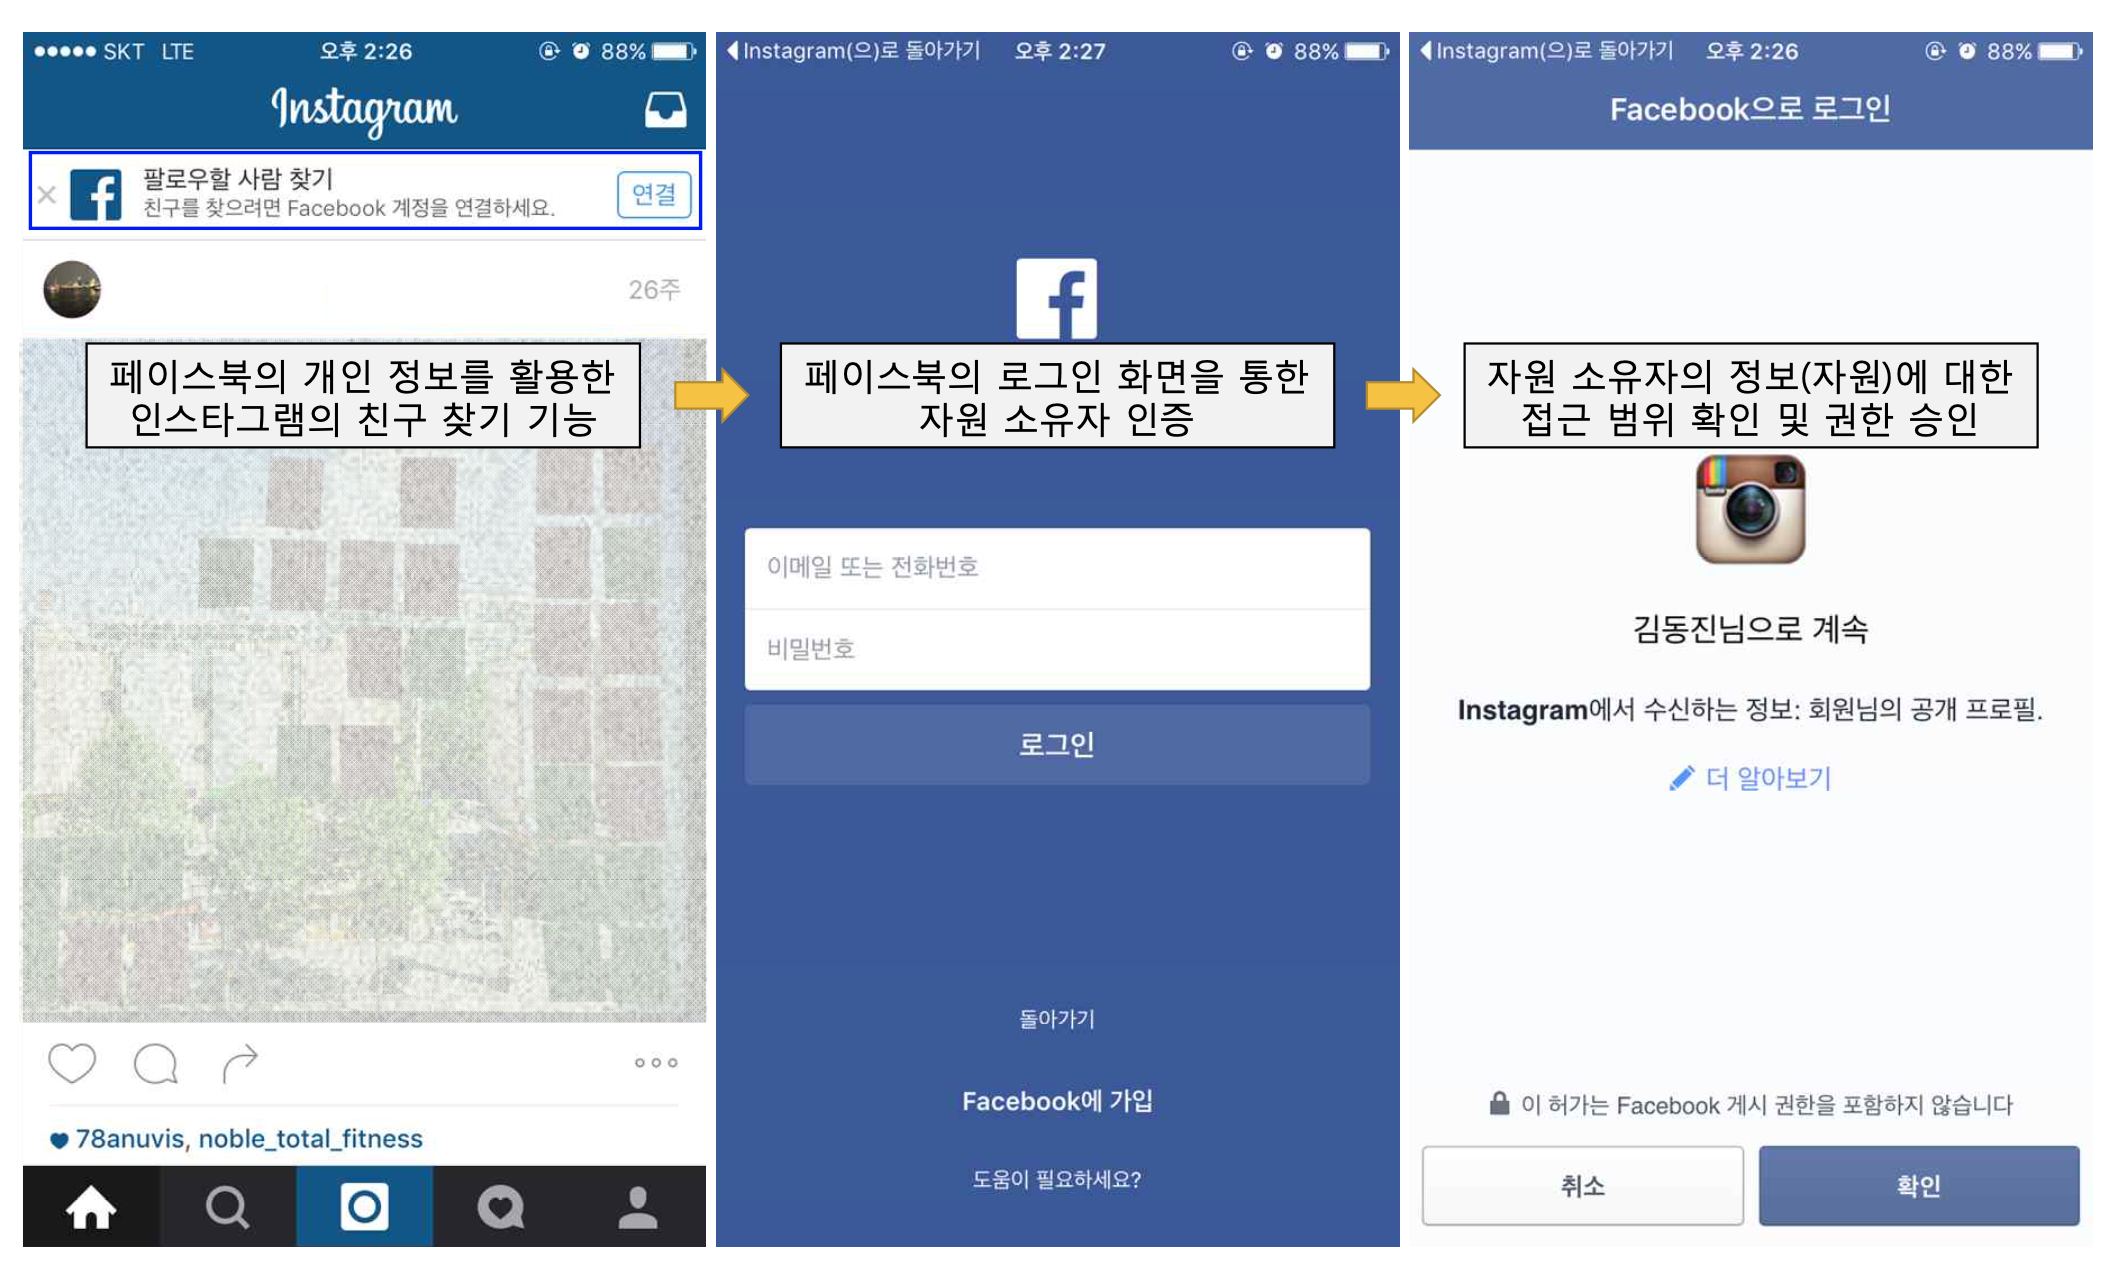 SKT LTE 오후 2:26 88%
Instagram
팔로우할 사람 찾기
친구를 찾으려면 Facebook 계정을 연결하세요.
연결
26주
페이스북의 개인 정보를 활용한
인스타그램의 친구 찾기 기능
78anuvis, noble_total_fitness
Instagram(으)로 돌아가기 오후 2:27 88%
f
페이스북의 로그인 화면을 통한
자원 소유자 인증
이메일 또는 전화번호
비밀번호
로그인
돌아가기
Facebook에 가입
도움이 필요하세요?
Instagram(으)로 돌아가기 오후 2:26 88%
Facebook으로 로그인
자원 소유자의 정보(자원)에 대한
접근 범위 확인 및 권한 승인
김동진님으로 계속
Instagram에서 수신하는 정보: 회원님의 공개 프로필.
더 알아보기
이 허가는 Facebook 게시 권한을 포함하지 않습니다
취소
확인